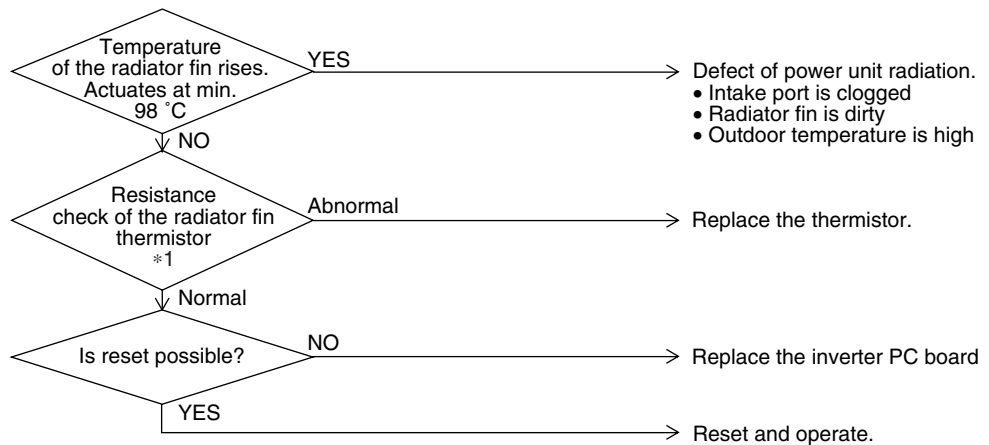 Temperature
of the radiator fin rises.
Actuates at min.
98 ˚C
YES
Defect of power unit radiation.
• Intake port is clogged
• Radiator fin is dirty
• Outdoor temperature is high
NO
Resistance
check of the radiator fin
thermistor
*1
Abnormal
Replace the thermistor.
Normal
Is reset possible?
NO
Replace the inverter PC board
YES
Reset and operate.